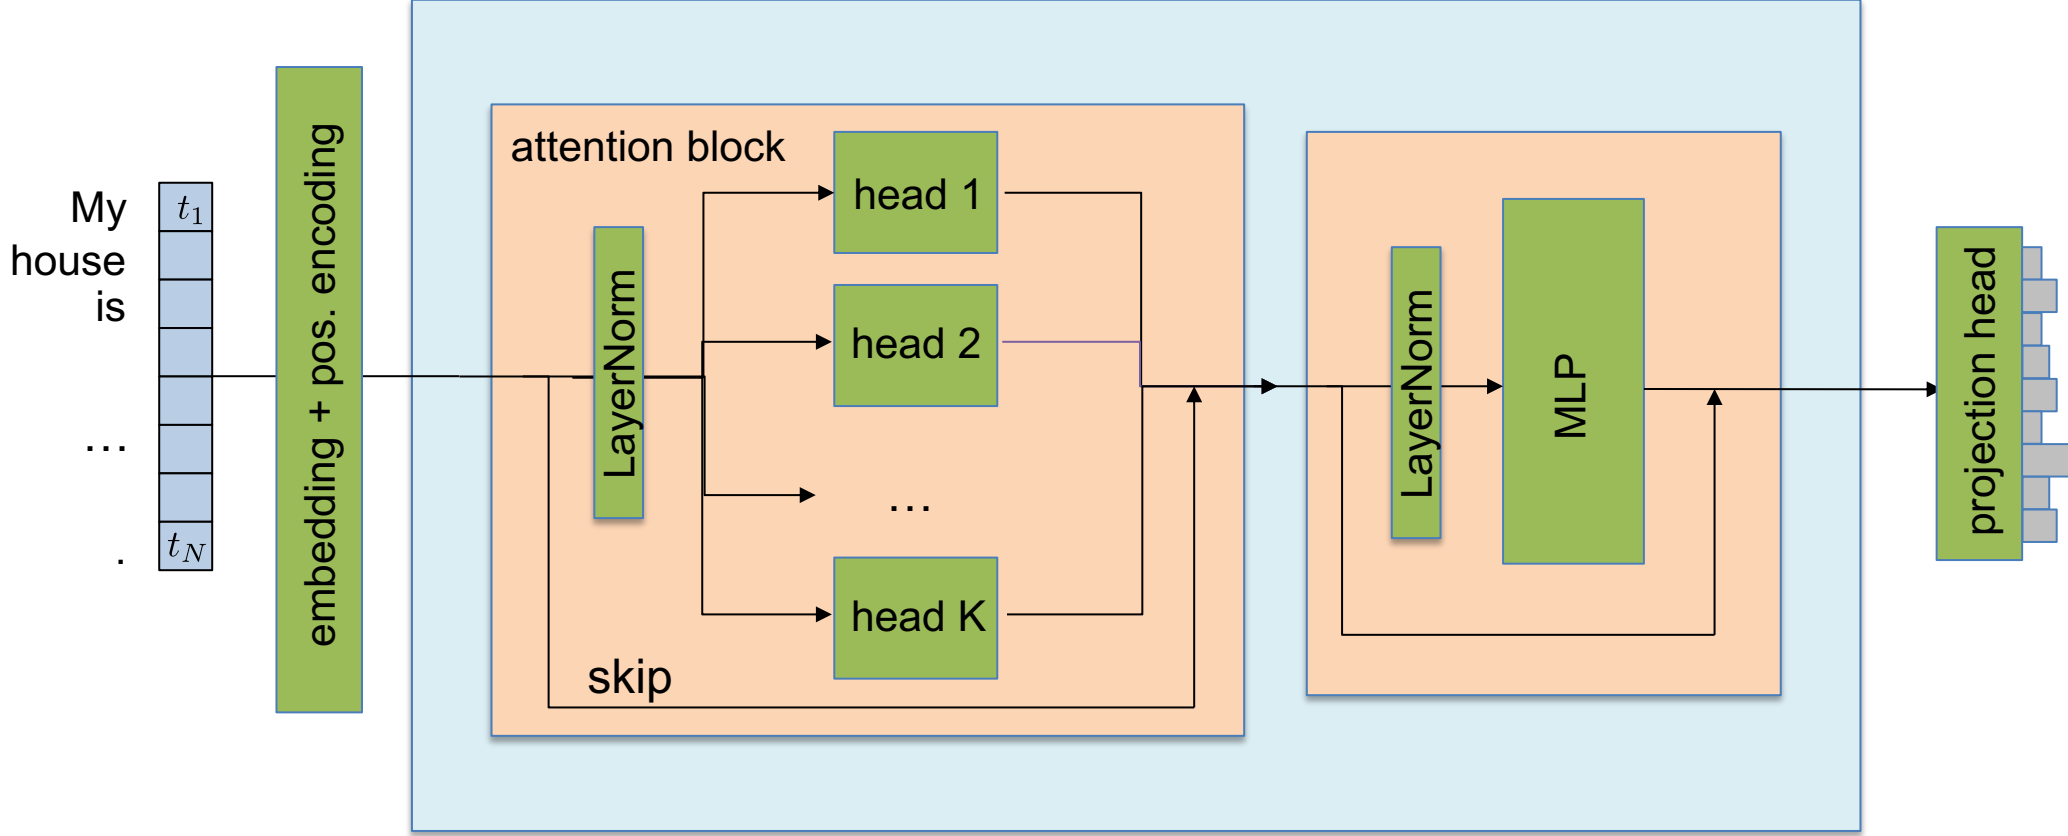 My
house
is
…
.
t₁
t_N
embedding + pos. encoding
attention block
LayerNorm
head 1
head 2
…
head K
skip
LayerNorm
MLP
projection head